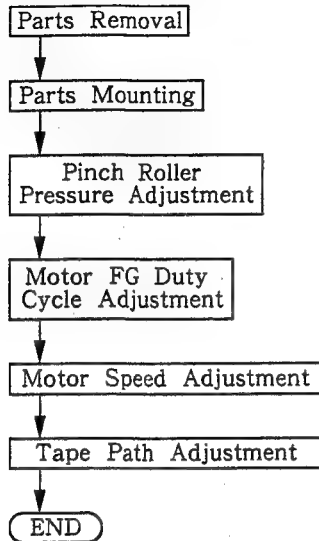 Parts Removal
Parts Mounting
Pinch Roller
Pressure Adjustment
Motor FG Duty
Cycle Adjustment
Motor Speed Adjustment
Tape Path Adjustment
END